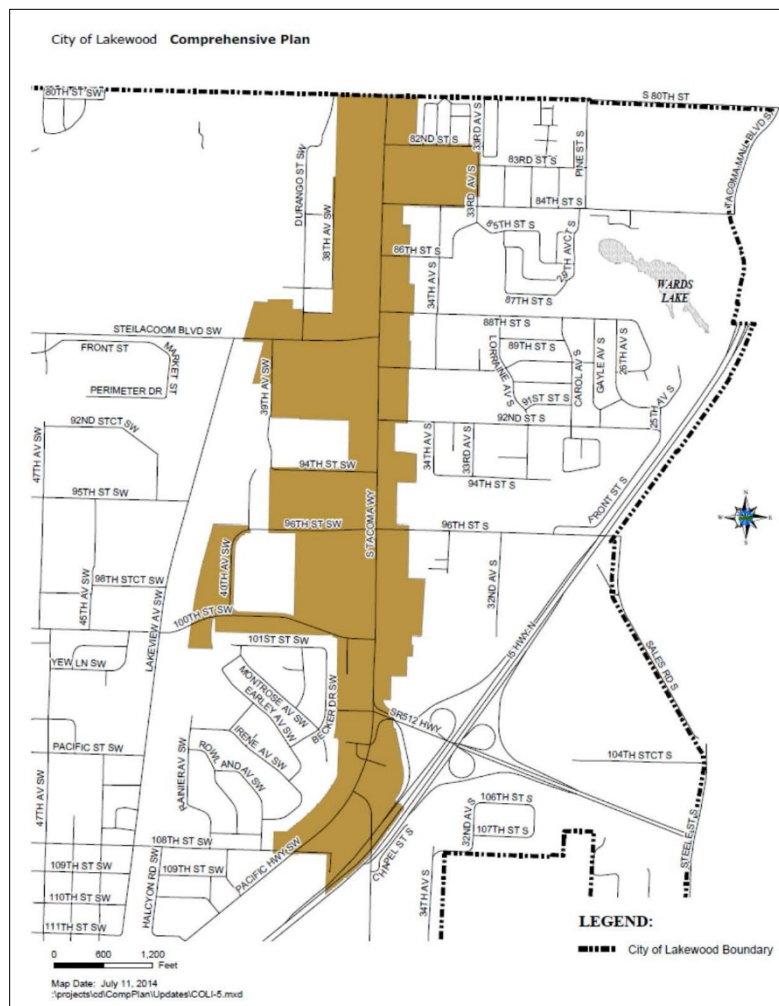 City of Lakewood Comprehensive Plan
80TH ST SW
S 80TH ST
82ND ST S
33RD AV S
83RD ST S
PINE ST S
TACOMA MALL BLVD S
DURANGO ST SW
38TH AV SW
33RD AV S
84TH ST S
85TH ST S
86TH ST S
34TH AV S
29TH AVCT S
87TH ST S
WARDS
LAKE
STEILACOOM BLVD SW
88TH ST S
FRONT ST
MARKET ST
PERIMETER DR
39TH AV SW
89TH ST S
LORRAINE AV S
CAROL AV S
GAYLE AV S
26TH AV S
91ST ST S
92ND ST S
25TH AV S
92ND STCT SW
47TH AV SW
34TH AV S
33RD AV S
94TH ST SW
94TH ST S
95TH ST SW
S TACOMA WY
FRONT ST S
96TH ST SW
96TH ST S
45TH AV SW
98TH STCT SW
LAKEVIEW AV SW
40TH AV SW
32ND AV S
100TH ST SW
101ST ST SW
I5 HWY N
SALES RD S
YEW LN SW
MONTROSE AV SW
EARLEY AV SW
BECKER DR SW
IRENE AV SW
SR512 HWY
PACIFIC ST SW
RAINIER AV SW
ROWLAND AV SW
104TH STCT S
47TH AV SW
106TH ST S
107TH ST S
32ND AV S
STEELE ST S
108TH ST SW
PACIFIC HWY SW
CHAPEL ST S
109TH ST SW
109TH ST SW
HALCYON RD SW
110TH ST SW
34TH AV S
111TH ST SW
LEGEND:
City of Lakewood Boundary
0 600 1,200
Feet
Map Date: July 11, 2014
:\projects\cd\CompPlan\Updates\COLI-5.mxd